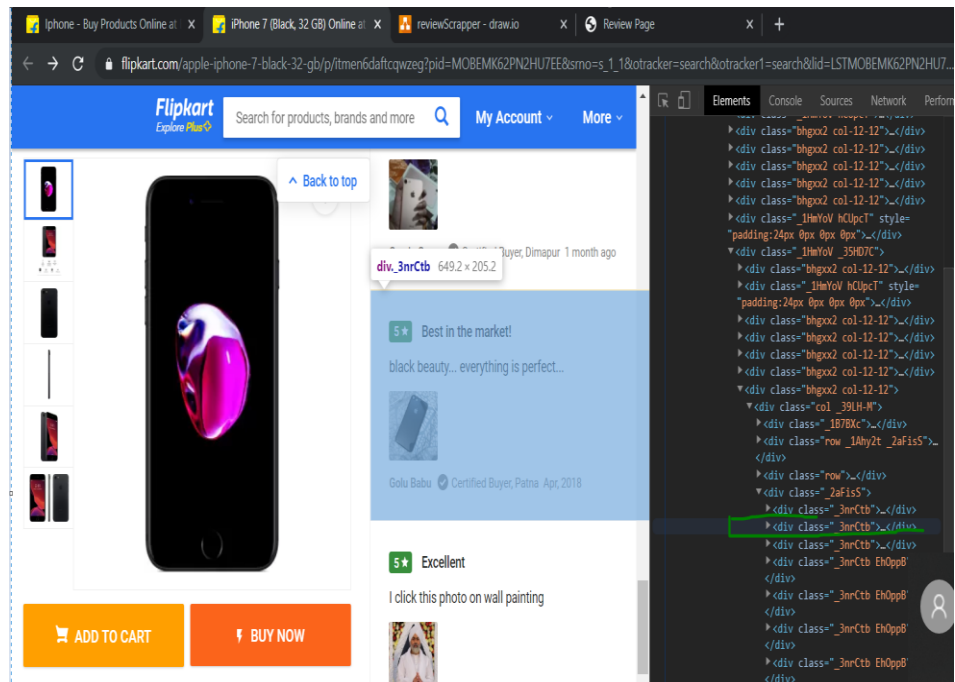 Iphone - Buy Products Online at
iPhone 7 (Black, 32 GB) Online at
reviewScrapper - draw.io
Review Page
flipkart.com/apple-iphone-7-black-32-gb/p/itmen6daftcqwzeg?pid=MOBEMK62PN2HU7EE&srno=s_1_1&otracker=search&otracker1=search&lid=LSTMOBEMK62PN2HU7...
Flipkart
Explore Plus
Search for products, brands and more
My Account
More
Back to top
Certified Buyer, Dimapur 1 month ago
div._3nrCtb 649.2 × 205.2
5★ Best in the market!
black beauty... everything is perfect...
Golu Babu Certified Buyer, Patna Apr, 2018
5★ Excellent
I click this photo on wall painting
ADD TO CART
BUY NOW
Elements Console Sources Network Perform
<div class="bhgxx2 col-12-12">…</div>
<div class="bhgxx2 col-12-12">…</div>
<div class="bhgxx2 col-12-12">…</div>
<div class="bhgxx2 col-12-12">…</div>
<div class="bhgxx2 col-12-12">…</div>
<div class="_1HmYoV hCUpcT" style=
"padding:24px 0px 0px 0px">…</div>
<div class="_1HmYoV _35HD7C">
<div class="bhgxx2 col-12-12">…</div>
<div class="_1HmYoV hCUpcT" style=
"padding:24px 0px 0px 0px">…</div>
<div class="bhgxx2 col-12-12">…</div>
<div class="bhgxx2 col-12-12">…</div>
<div class="bhgxx2 col-12-12">…</div>
<div class="bhgxx2 col-12-12">…</div>
<div class="bhgxx2 col-12-12">
<div class="col _39LH-M">
<div class="_1B7BXc">…</div>
<div class="row _1Ahy2t _2aFisS">…
</div>
<div class="row">…</div>
<div class="_2aFisS">
<div class="_3nrCtb">…</div>
<div class="_3nrCtb">…</div>
<div class="_3nrCtb">…</div>
<div class="_3nrCtb EhOppB"
</div>
<div class="_3nrCtb EhOppB"
</div>
<div class="_3nrCtb EhOppB"
</div>
<div class="_3nrCtb EhOppB"
</div>